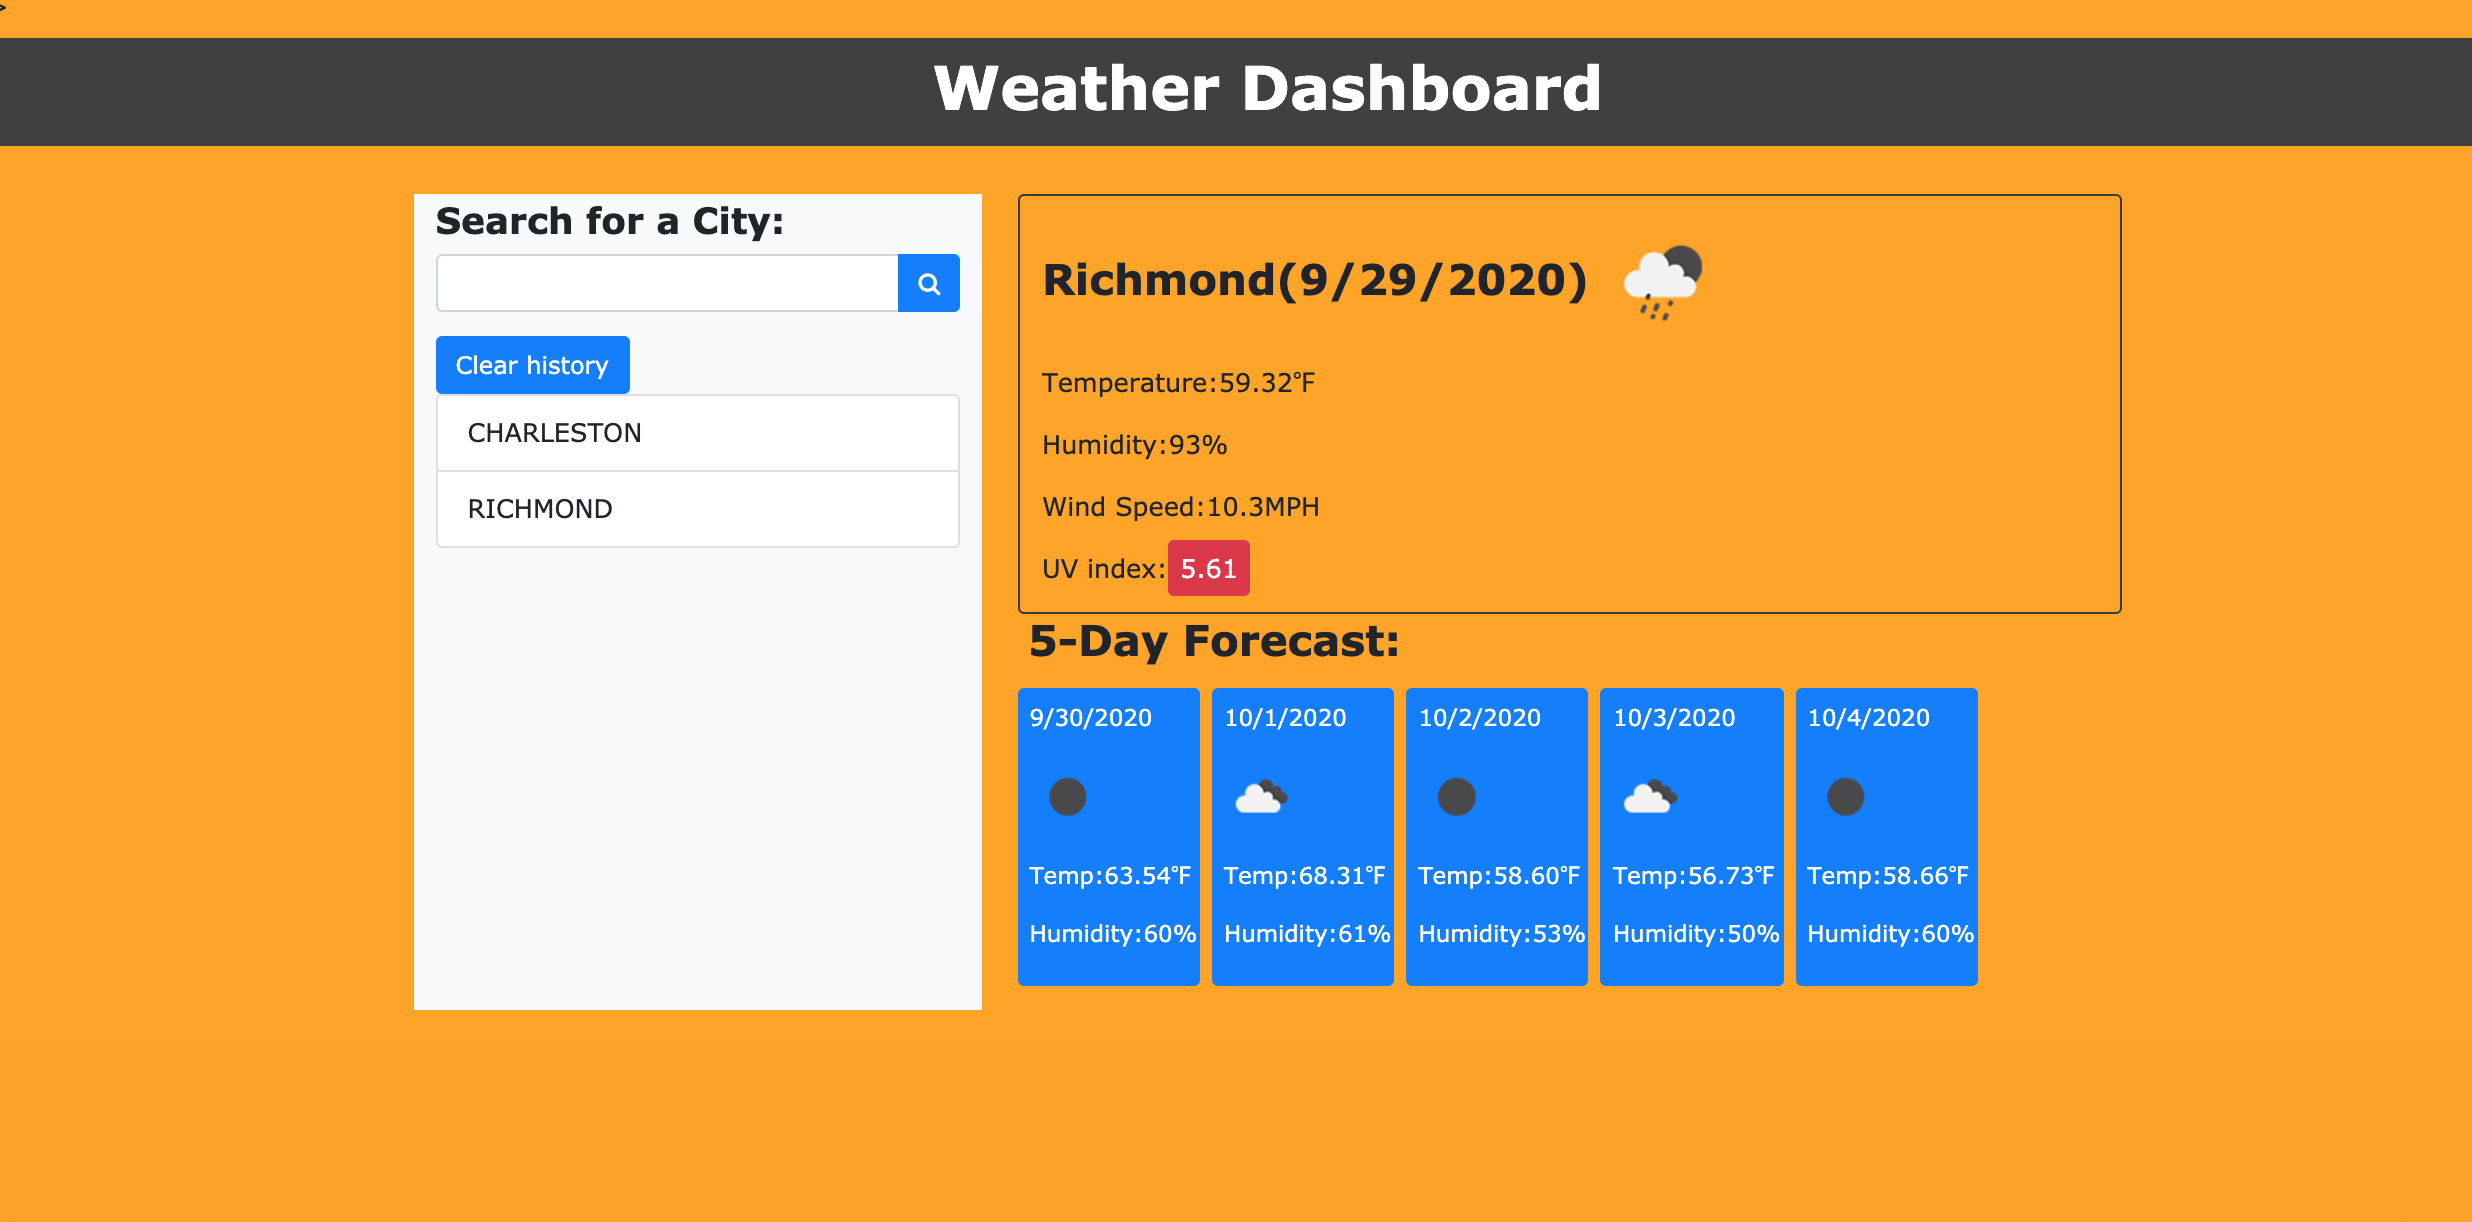 >
Weather Dashboard
Search for a City:
Clear history
CHARLESTON
RICHMOND
Richmond(9/29/2020)
Temperature:59.32°F
Humidity:93%
Wind Speed:10.3MPH
UV index: 5.61
5-Day Forecast:
9/30/2020
Temp:63.54°F
Humidity:60%
10/1/2020
Temp:68.31°F
Humidity:61%
10/2/2020
Temp:58.60°F
Humidity:53%
10/3/2020
Temp:56.73°F
Humidity:50%
10/4/2020
Temp:58.66°F
Humidity:60%